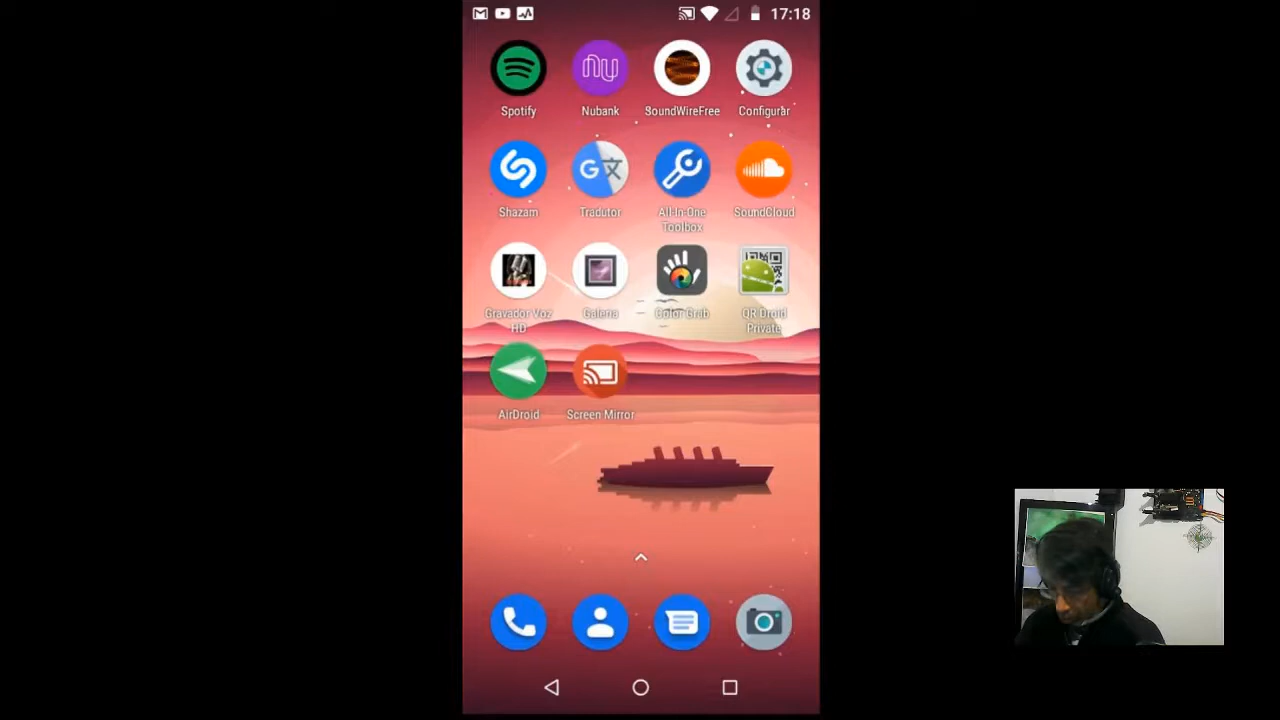 17:18
Spotify
Nubank
SoundWireFree
Configurar
Shazam
Tradutor
All-In-One
Toolbox
SoundCloud
Gravador Voz
HD
Galeria
Color Grab
QR Droid
Private
AirDroid
Screen Mirror